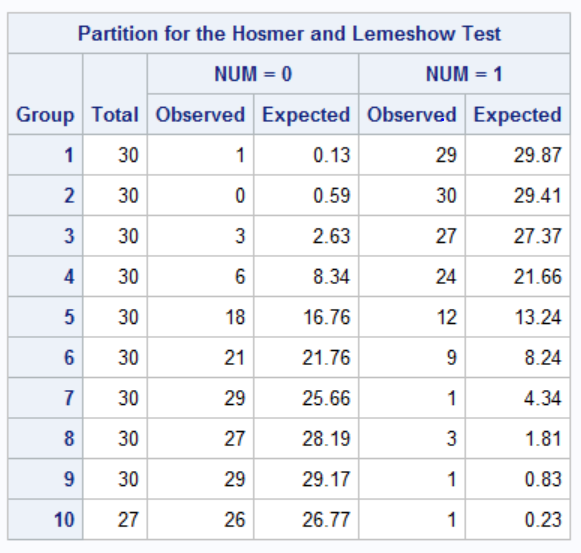 Partition for the Hosmer and Lemeshow Test
NUM = 0 NUM = 1
Group Total Observed Expected Observed Expected
1 30 1 0.13 29 29.87
2 30 0 0.59 30 29.41
3 30 3 2.63 27 27.37
4 30 6 8.34 24 21.66
5 30 18 16.76 12 13.24
6 30 21 21.76 9 8.24
7 30 29 25.66 1 4.34
8 30 27 28.19 3 1.81
9 30 29 29.17 1 0.83
10 27 26 26.77 1 0.23